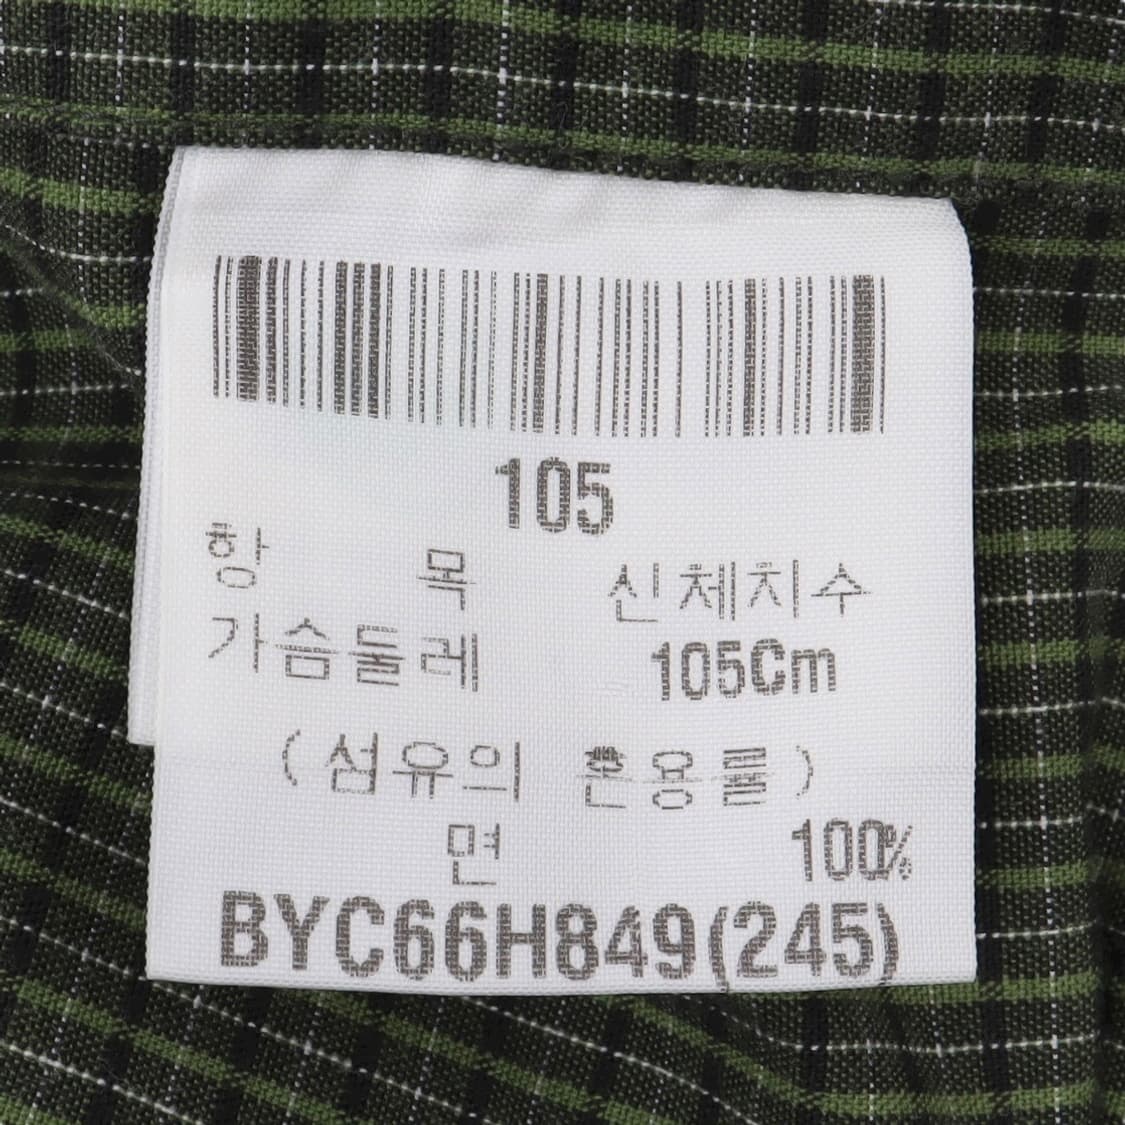 105
항 목 신체치수
가슴둘레 105Cm
(섬유의 혼용률)
면 100%
BYC66H849(245)